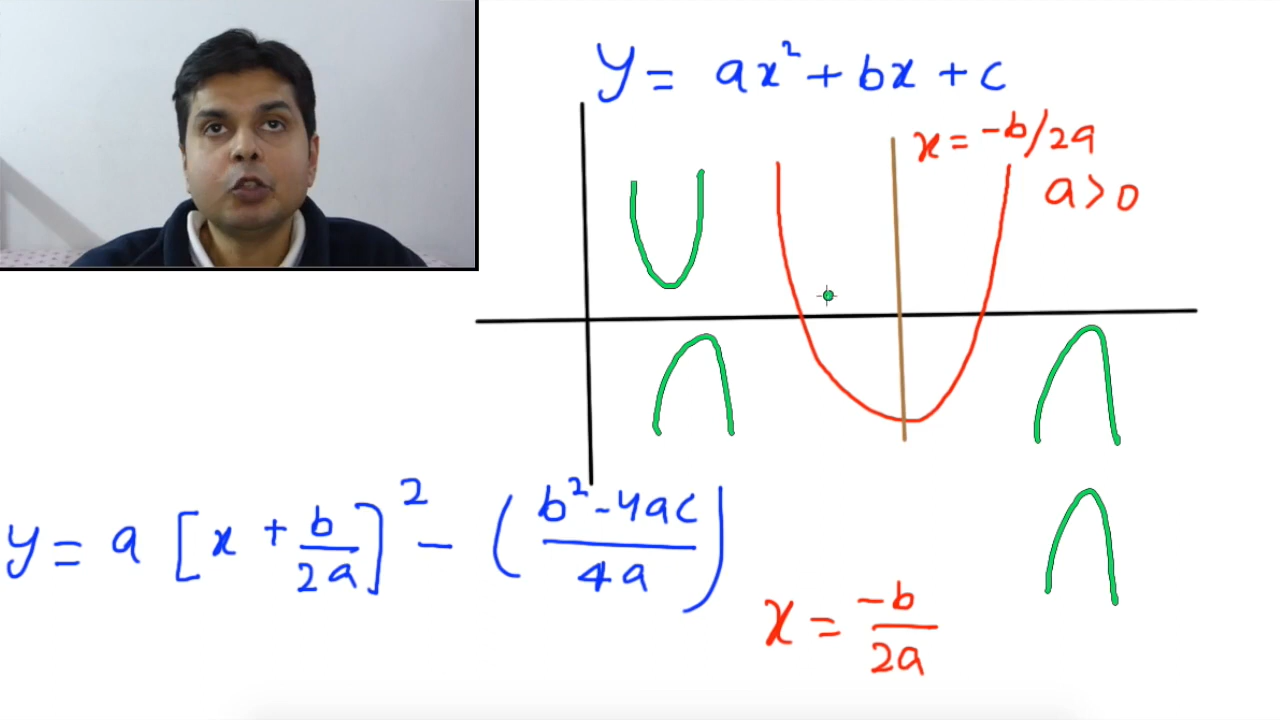 y = ax² + bx + c
x = -b/2a
a > 0
y = a [x + b/2a]² - (b² - 4ac/4a)
x = -b/2a